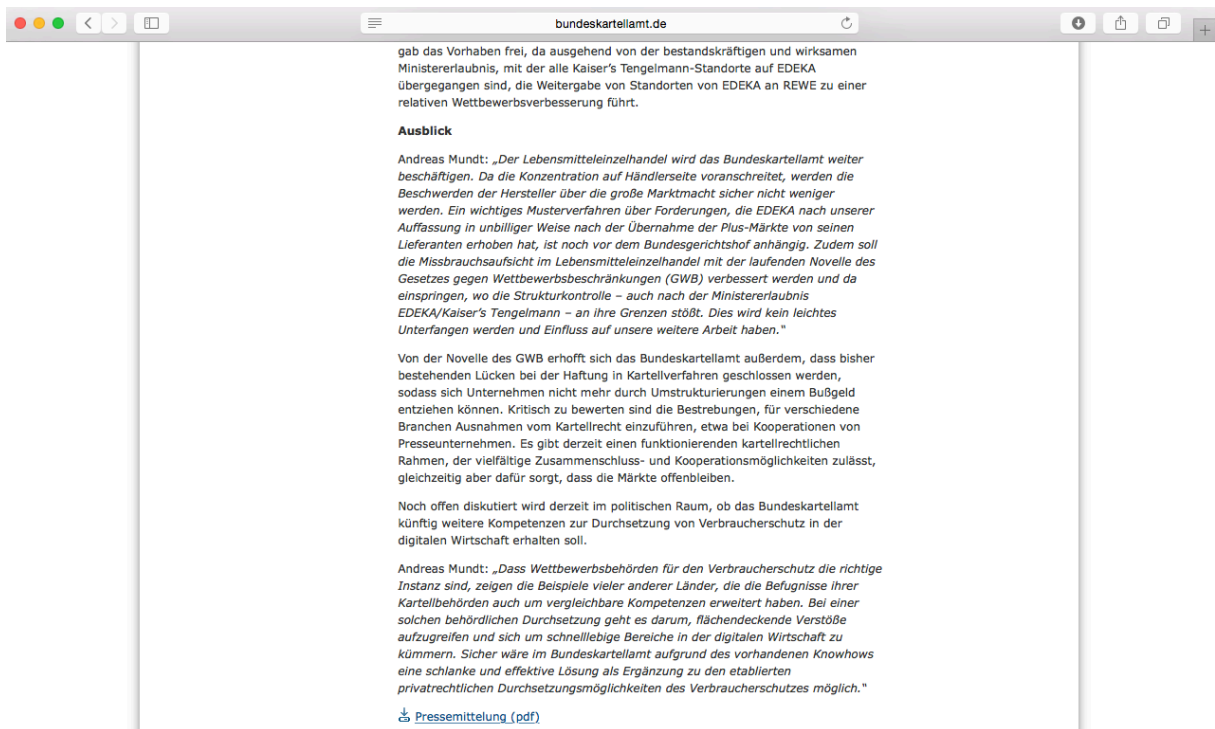 bundeskartellamt.de
gab das Vorhaben frei, da ausgehend von der bestandskräftigen und wirksamen
Ministererlaubnis, mit der alle Kaiser's Tengelmann-Standorte auf EDEKA
übergegangen sind, die Weitergabe von Standorten von EDEKA an REWE zu einer
relativen Wettbewerbsverbesserung führt.
Ausblick
Andreas Mundt: „Der Lebensmitteleinzelhandel wird das Bundeskartellamt weiter
beschäftigen. Da die Konzentration auf Händlerseite voranschreitet, werden die
Beschwerden der Hersteller über die große Marktmacht sicher nicht weniger
werden. Ein wichtiges Musterverfahren über Forderungen, die EDEKA nach unserer
Auffassung in unbilliger Weise nach der Übernahme der Plus-Märkte von seinen
Lieferanten erhoben hat, ist noch vor dem Bundesgerichtshof anhängig. Zudem soll
die Missbrauchsaufsicht im Lebensmitteleinzelhandel mit der laufenden Novelle des
Gesetzes gegen Wettbewerbsbeschränkungen (GWB) verbessert werden und da
einspringen, wo die Strukturkontrolle – auch nach der Ministererlaubnis
EDEKA/Kaiser's Tengelmann – an ihre Grenzen stößt. Dies wird kein leichtes
Unterfangen werden und Einfluss auf unsere weitere Arbeit haben."
Von der Novelle des GWB erhofft sich das Bundeskartellamt außerdem, dass bisher
bestehenden Lücken bei der Haftung in Kartellverfahren geschlossen werden,
sodass sich Unternehmen nicht mehr durch Umstrukturierungen einem Bußgeld
entziehen können. Kritisch zu bewerten sind die Bestrebungen, für verschiedene
Branchen Ausnahmen vom Kartellrecht einzuführen, etwa bei Kooperationen von
Presseunternehmen. Es gibt derzeit einen funktionierenden kartellrechtlichen
Rahmen, der vielfältige Zusammenschluss- und Kooperationsmöglichkeiten zulässt,
gleichzeitig aber dafür sorgt, dass die Märkte offenbleiben.
Noch offen diskutiert wird derzeit im politischen Raum, ob das Bundeskartellamt
künftig weitere Kompetenzen zur Durchsetzung von Verbraucherschutz in der
digitalen Wirtschaft erhalten soll.
Andreas Mundt: „Dass Wettbewerbsbehörden für den Verbraucherschutz die richtige
Instanz sind, zeigen die Beispiele vieler anderer Länder, die die Befugnisse ihrer
Kartellbehörden auch um vergleichbare Kompetenzen erweitert haben. Bei einer
solchen behördlichen Durchsetzung geht es darum, flächendeckende Verstöße
aufzugreifen und sich um schnelllebige Bereiche in der digitalen Wirtschaft zu
kümmern. Sicher wäre im Bundeskartellamt aufgrund des vorhandenen Knowhows
eine schlanke und effektive Lösung als Ergänzung zu den etablierten
privatrechtlichen Durchsetzungsmöglichkeiten des Verbraucherschutzes möglich."
Pressemittelung (pdf)